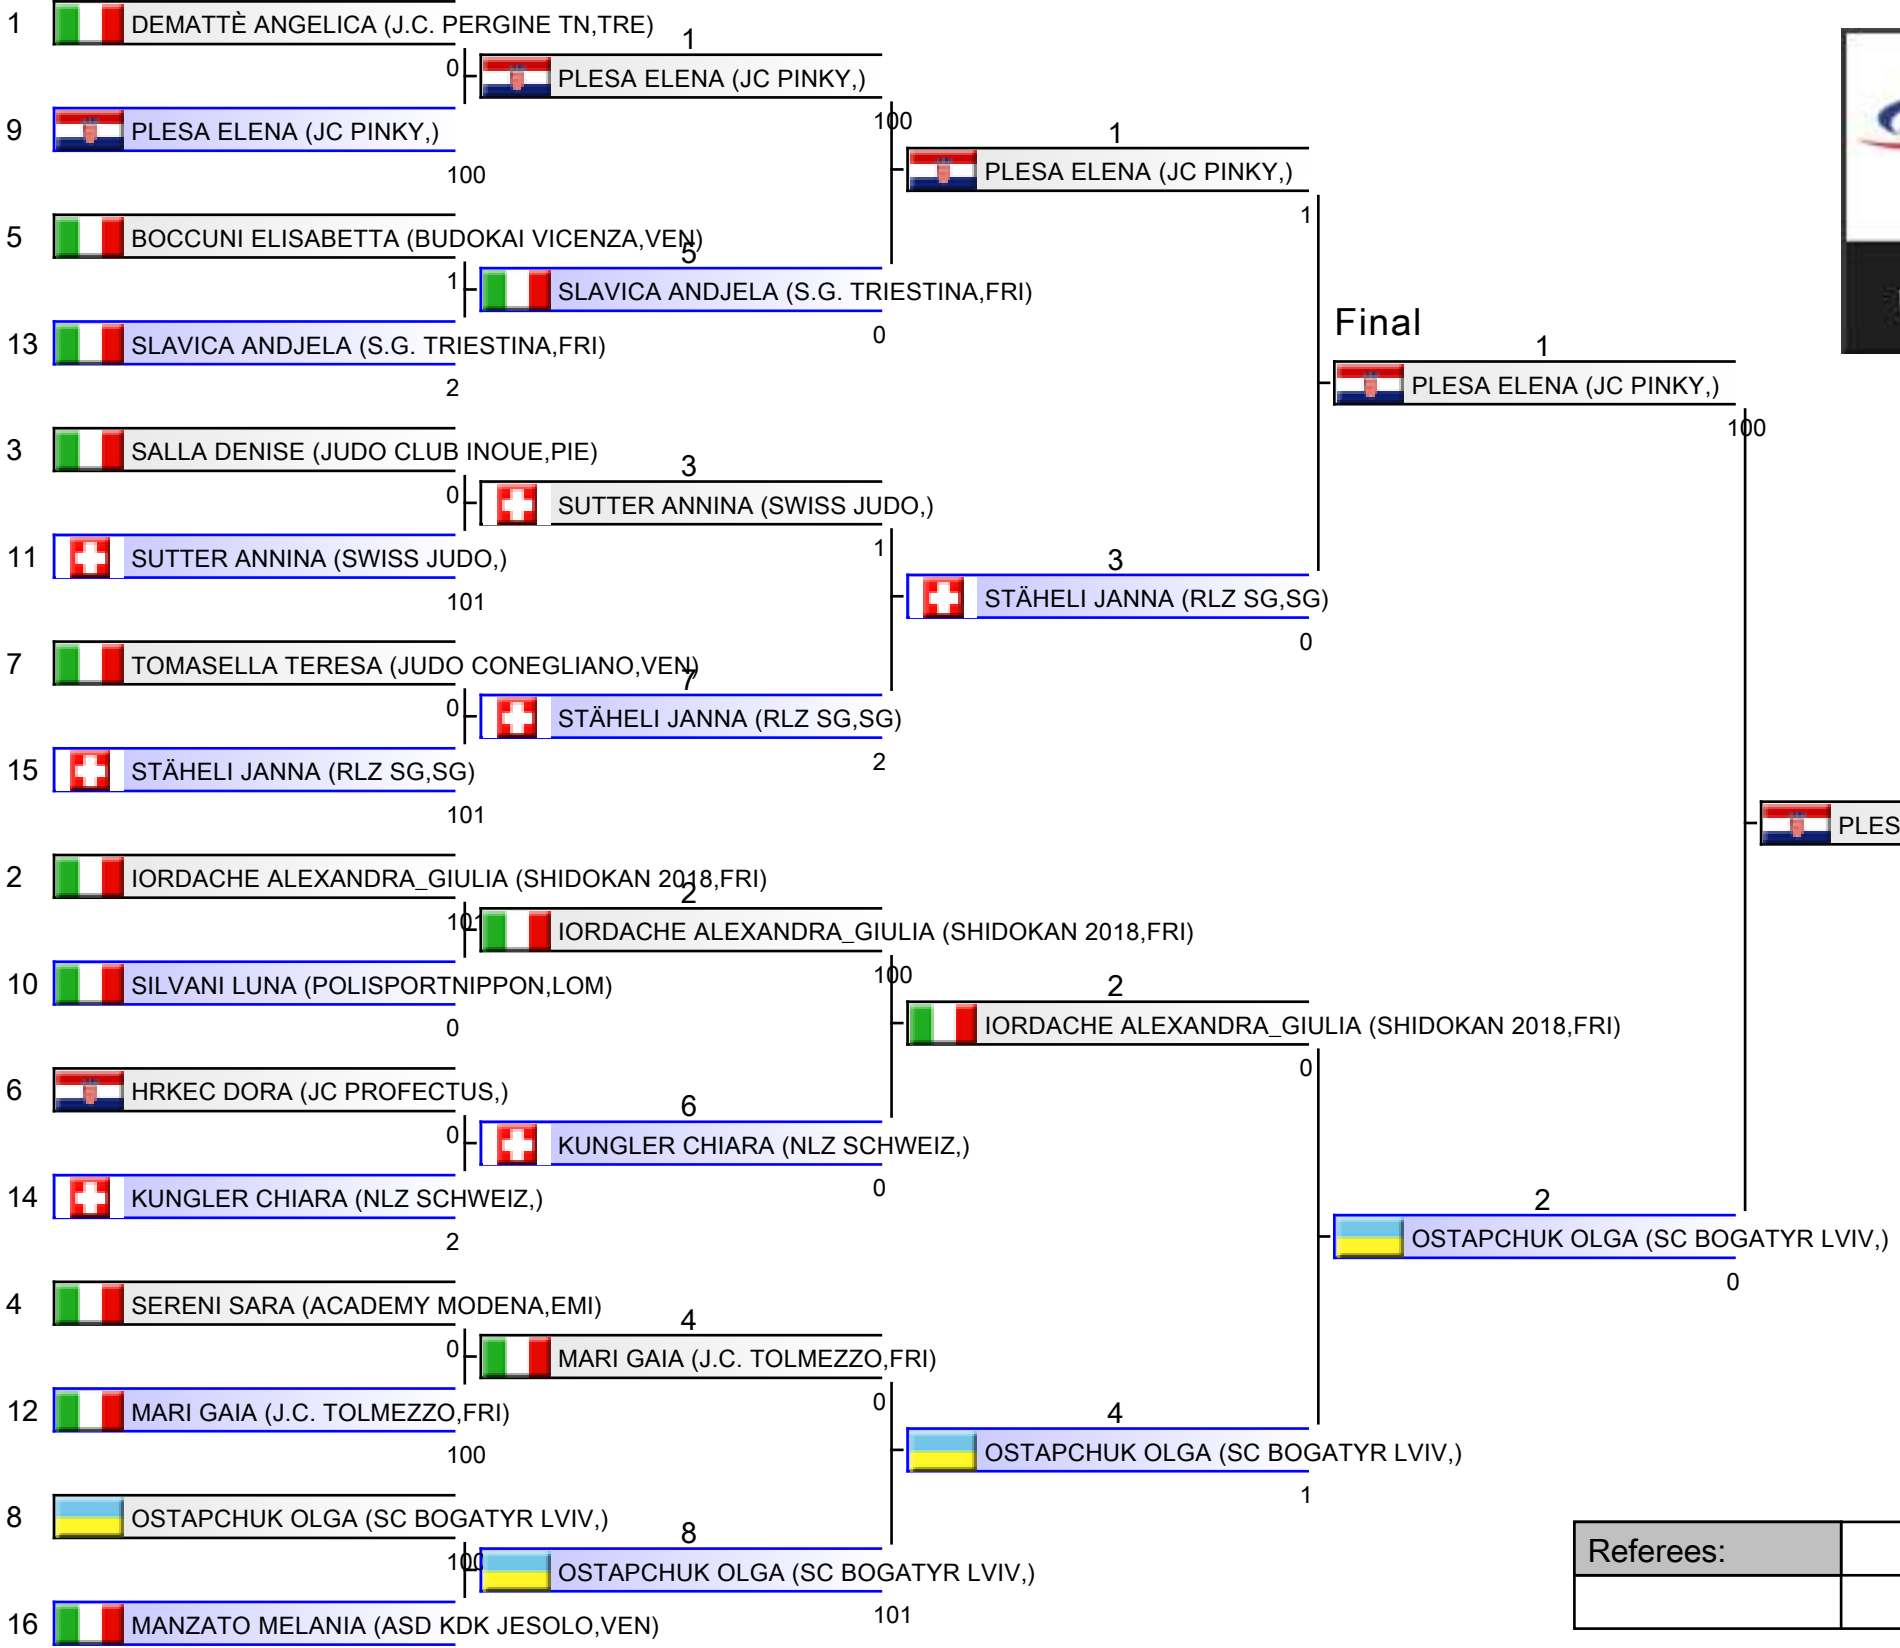 1 DEMATTÈ ANGELICA (J.C. PERGINE TN,TRE)
0
9 PLESA ELENA (JC PINKY,)
100
5 BOCCUNI ELISABETTA (BUDOKAI VICENZA,VEN)
1
13 SLAVICA ANDJELA (S.G. TRIESTINA,FRI)
2
3 SALLA DENISE (JUDO CLUB INOUE,PIE)
0
11 SUTTER ANNINA (SWISS JUDO,)
101
7 TOMASELLA TERESA (JUDO CONEGLIANO,VEN)
0
15 STÄHELI JANNA (RLZ SG,SG)
101
2 IORDACHE ALEXANDRA_GIULIA (SHIDOKAN 2018,FRI)
101
10 SILVANI LUNA (POLISPORTNIPPON,LOM)
0
6 HRKEC DORA (JC PROFECTUS,)
0
14 KUNGLER CHIARA (NLZ SCHWEIZ,)
2
4 SERENI SARA (ACADEMY MODENA,EMI)
0
12 MARI GAIA (J.C. TOLMEZZO,FRI)
100
8 OSTAPCHUK OLGA (SC BOGATYR LVIV,)
100
16 MANZATO MELANIA (ASD KDK JESOLO,VEN)
1
PLESA ELENA (JC PINKY,)
100
5
SLAVICA ANDJELA (S.G. TRIESTINA,FRI)
0
3
SUTTER ANNINA (SWISS JUDO,)
1
7
STÄHELI JANNA (RLZ SG,SG)
2
2
IORDACHE ALEXANDRA_GIULIA (SHIDOKAN 2018,FRI)
100
6
KUNGLER CHIARA (NLZ SCHWEIZ,)
0
4
MARI GAIA (J.C. TOLMEZZO,FRI)
0
8
OSTAPCHUK OLGA (SC BOGATYR LVIV,)
101
1
PLESA ELENA (JC PINKY,)
1
3
STÄHELI JANNA (RLZ SG,SG)
0
2
IORDACHE ALEXANDRA_GIULIA (SHIDOKAN 2018,FRI)
0
4
OSTAPCHUK OLGA (SC BOGATYR LVIV,)
1
Final
1
PLESA ELENA (JC PINKY,)
100
2
OSTAPCHUK OLGA (SC BOGATYR LVIV,)
0
PLES
Referees: